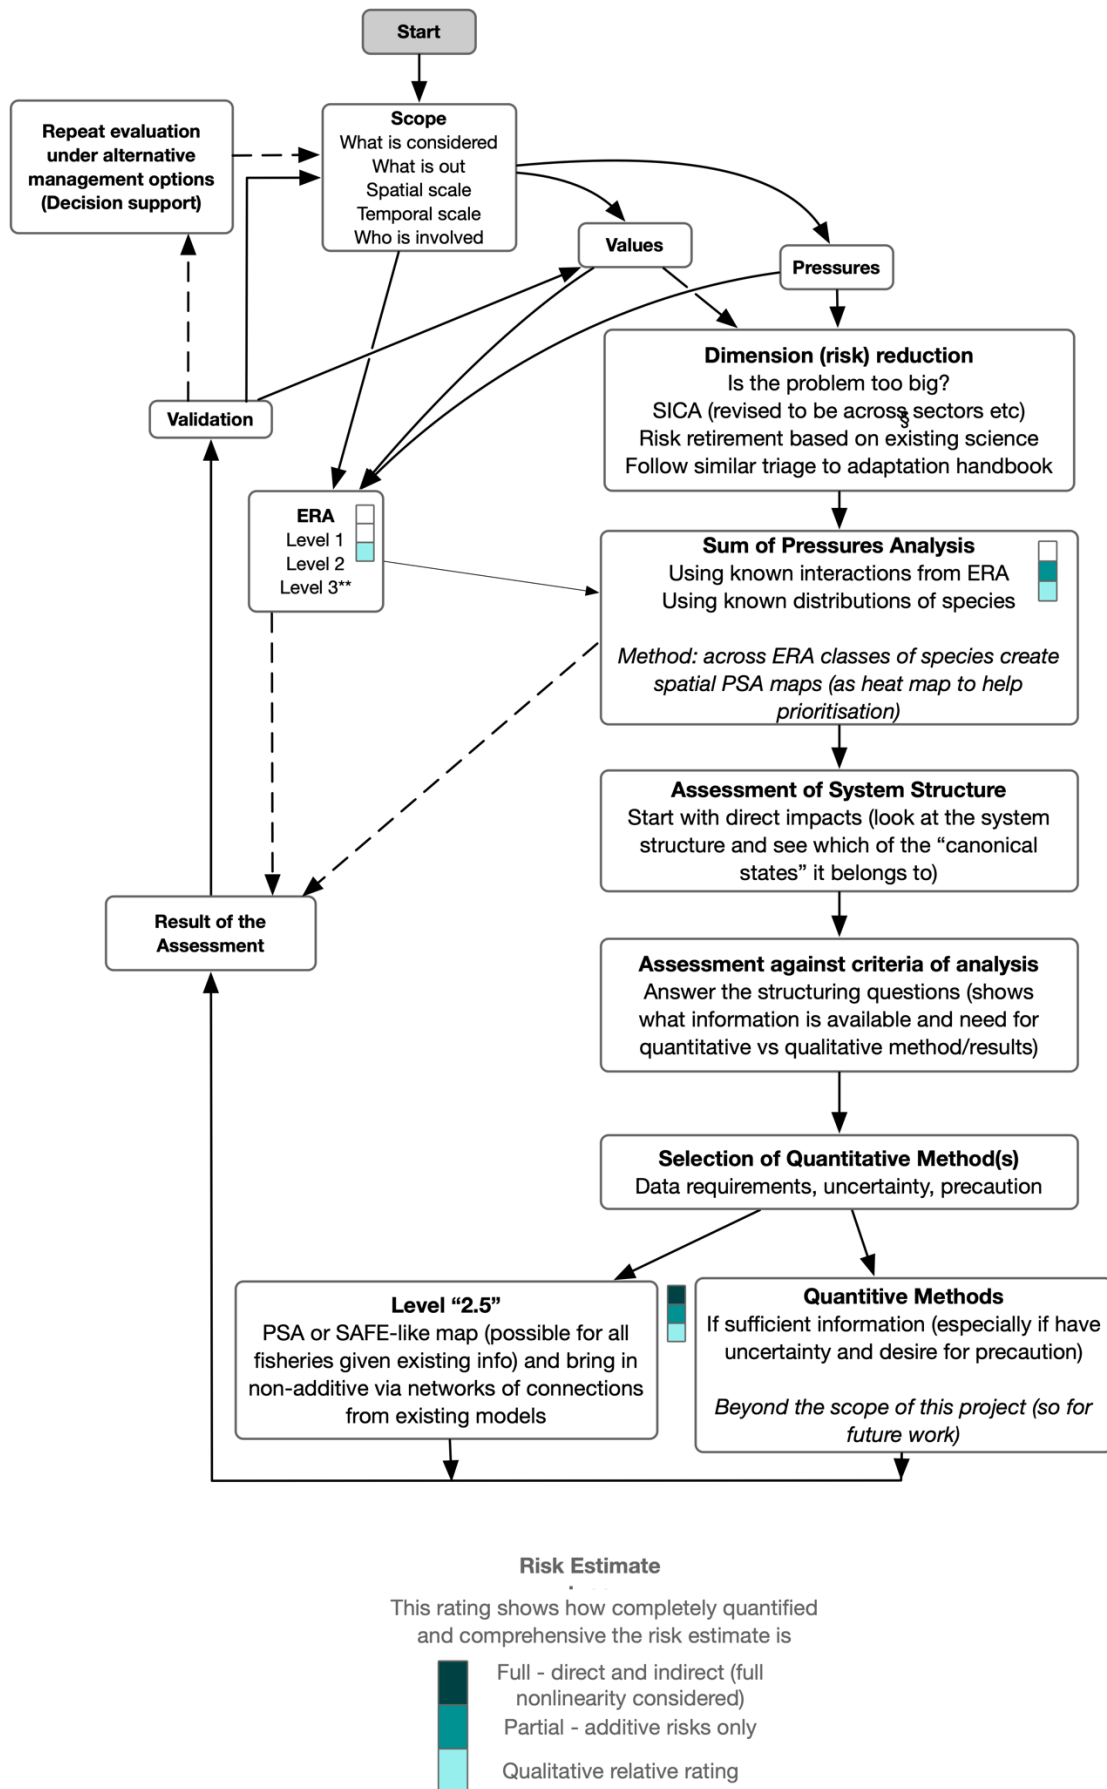 Start
Scope
What is considered
What is out
Spatial scale
Temporal scale
Who is involved
Repeat evaluation
under alternative
management options
(Decision support)
Values
Pressures
Validation
Dimension (risk) reduction
Is the problem too big?
SICA (revised to be across sectors etc)
Risk retirement based on existing science
Follow similar triage to adaptation handbook
ERA
Level 1
Level 2
Level 3**
Sum of Pressures Analysis
Using known interactions from ERA
Using known distributions of species
Method: across ERA classes of species create
spatial PSA maps (as heat map to help
prioritisation)
Assessment of System Structure
Start with direct impacts (look at the system
structure and see which of the “canonical
states” it belongs to)
Result of the
Assessment
Assessment against criteria of analysis
Answer the structuring questions (shows
what information is available and need for
quantitative vs qualitative method/results)
Selection of Quantitative Method(s)
Data requirements, uncertainty, precaution
Level “2.5”
PSA or SAFE-like map (possible for all
fisheries given existing info) and bring in
non-additive via networks of connections
from existing models
Quantitive Methods
If sufficient information (especially if have
uncertainty and desire for precaution)
Beyond the scope of this project (so for
future work)
Risk Estimate
This rating shows how completely quantified
and comprehensive the risk estimate is
Full - direct and indirect (full
nonlinearity considered)
Partial - additive risks only
Qualitative relative rating